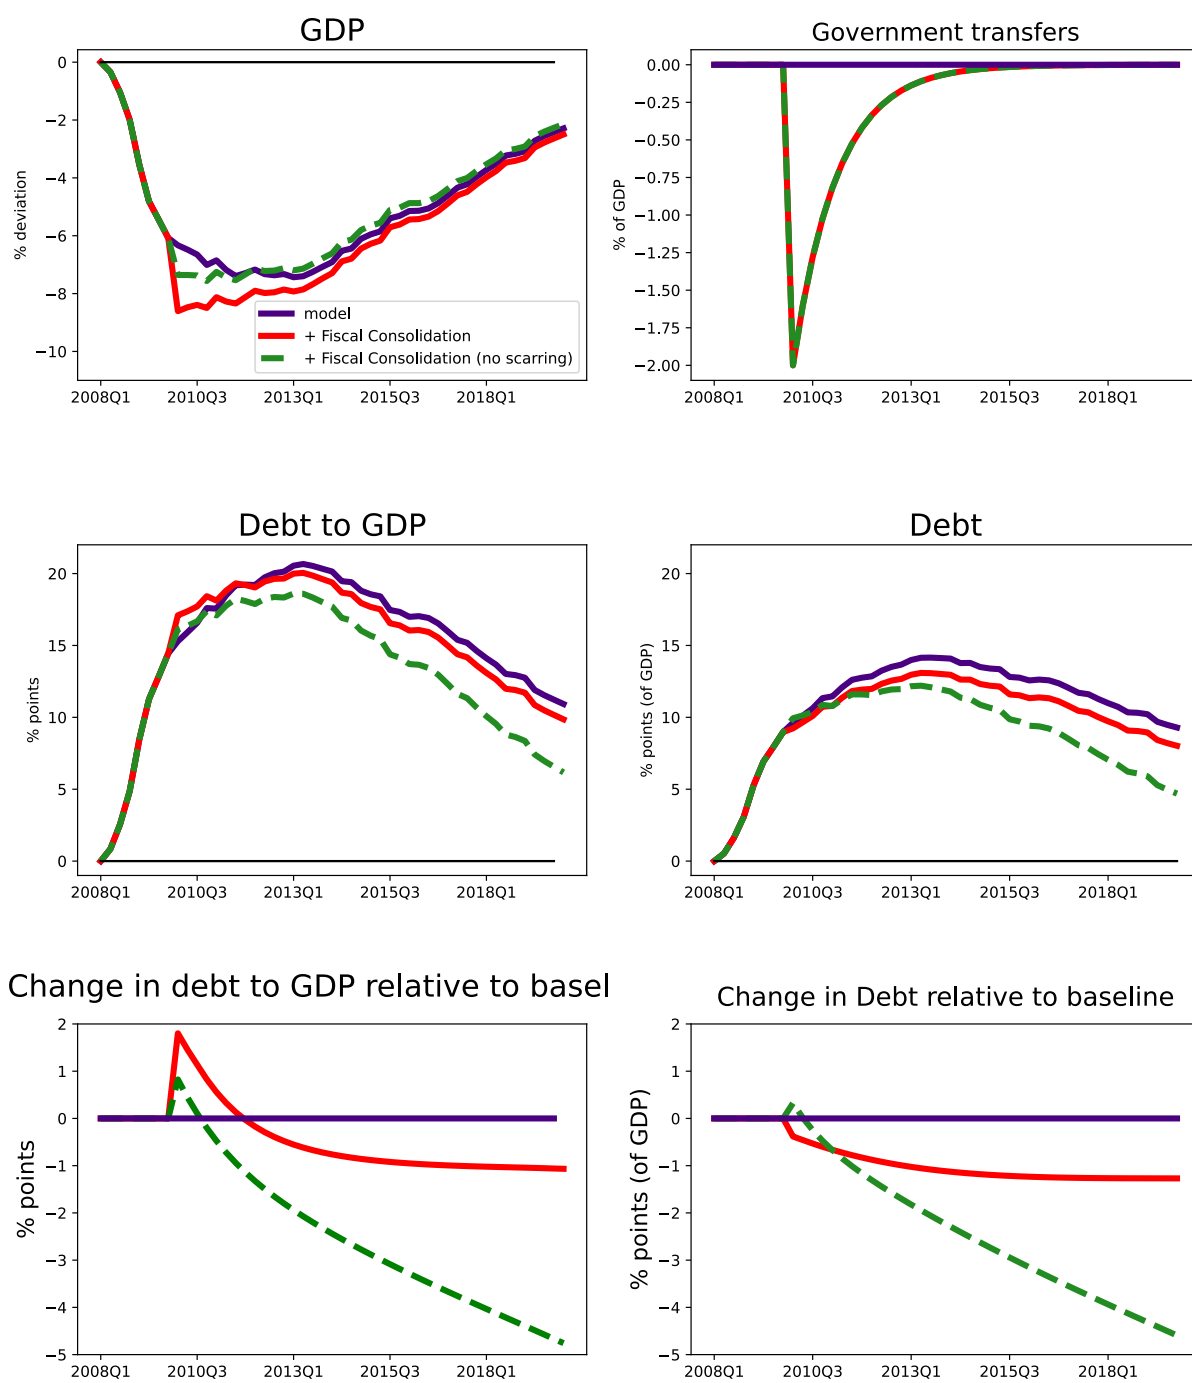 GDP
% deviation
0
−2
−4
−6
−8
−10
model
+ Fiscal Consolidation
+ Fiscal Consolidation (no scarring)
2008Q1 2010Q3 2013Q1 2015Q3 2018Q1
Government transfers
% of GDP
0.00
−0.25
−0.50
−0.75
−1.00
−1.25
−1.50
−1.75
−2.00
2008Q1 2010Q3 2013Q1 2015Q3 2018Q1
Debt to GDP
% points
20
15
10
5
0
2008Q1 2010Q3 2013Q1 2015Q3 2018Q1
Debt
% points (of GDP)
20
15
10
5
0
2008Q1 2010Q3 2013Q1 2015Q3 2018Q1
Change in debt to GDP relative to basel
% points
2
1
0
−1
−2
−3
−4
−5
2008Q1 2010Q3 2013Q1 2015Q3 2018Q1
Change in Debt relative to baseline
% points (of GDP)
2
1
0
−1
−2
−3
−4
−5
2008Q1 2010Q3 2013Q1 2015Q3 2018Q1